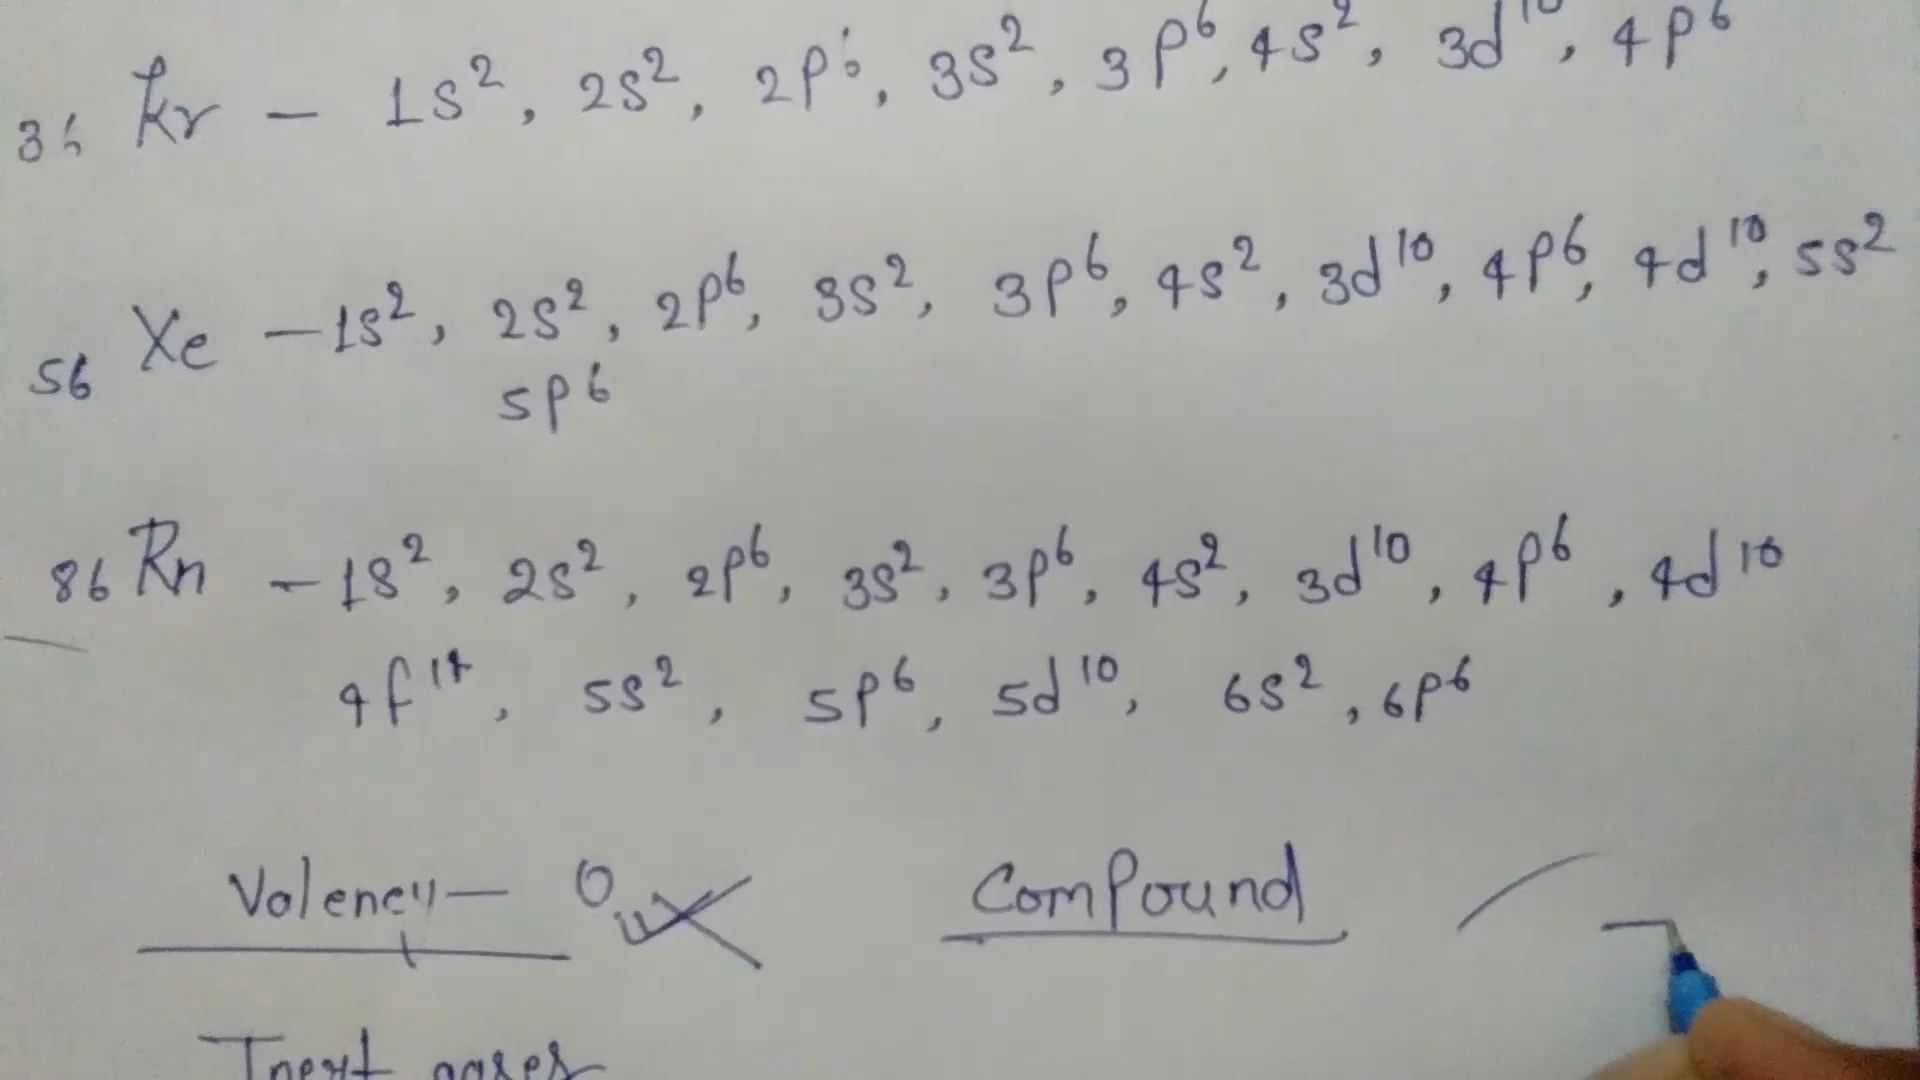 36 Kr - 1s², 2s², 2p⁶, 3s², 3p⁶, 4s², 3d¹⁰, 4p⁶
56 Xe - 1s², 2s², 2p⁶, 3s², 3p⁶, 4s², 3d¹⁰, 4p⁶, 4d¹⁰, 5s²
5p⁶
86 Rn - 1s², 2s², 2p⁶, 3s², 3p⁶, 4s², 3d¹⁰, 4p⁶, 4d¹⁰
4f¹⁴, 5s², 5p⁶, 5d¹⁰, 6s², 6p⁶
Valency - 0 Compound
Inert gases